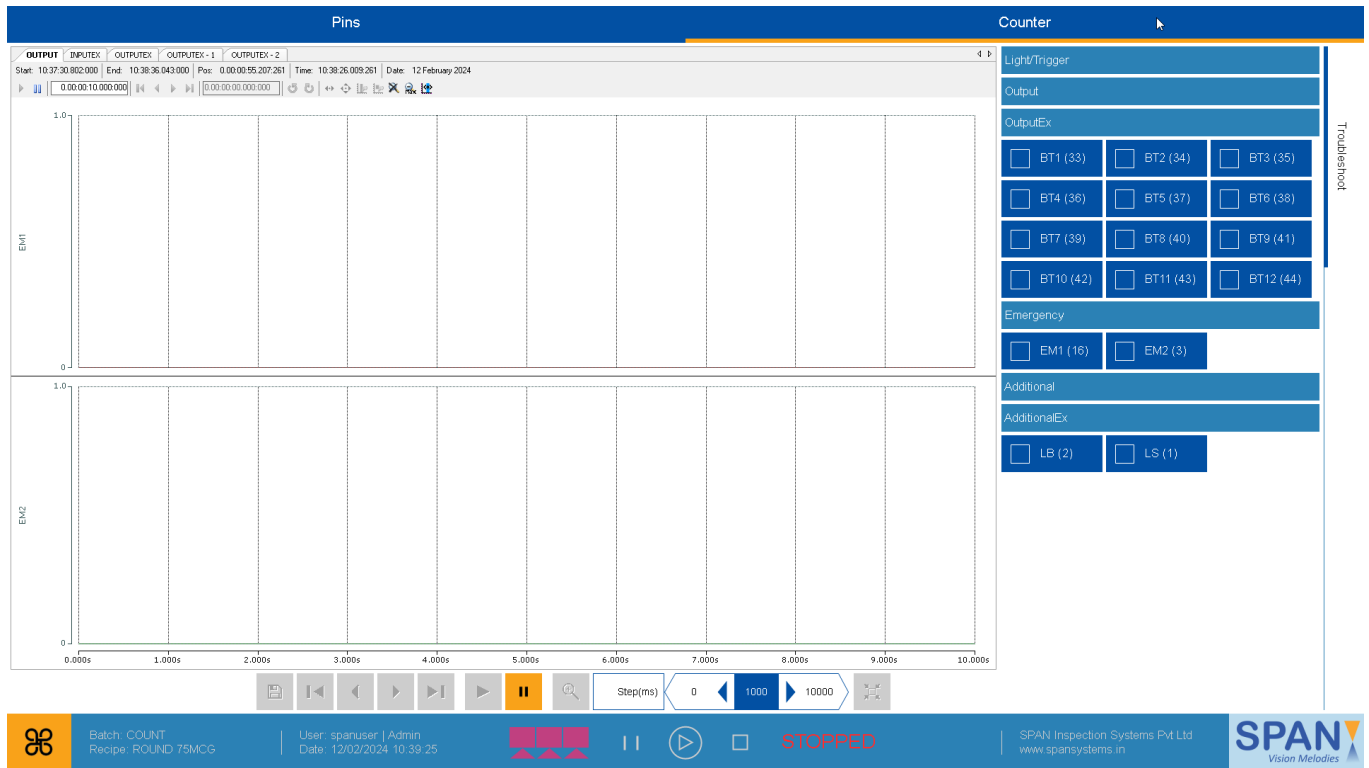 Pins Counter
OUTPUT INPUTEX OUTPUTEX OUTPUTEX - 1 OUTPUTEX - 2
Start: 10:37:30.802:000 End: 10:38:36.043:000 Pos: 0.00:00:55.207:261 Time: 10:38:26.009:261 Date: 12 February 2024
0.00:00:10.000:000 0.00:00:00.000:000
1.0
EM1
0
1.0
EM2
0
0.000s 1.000s 2.000s 3.000s 4.000s 5.000s 6.000s 7.000s 8.000s 9.000s 10.000s
Step(ms) 0 1000 10000
Light/Trigger
Output
OutputEx
BT1 (33) BT2 (34) BT3 (35)
BT4 (36) BT5 (37) BT6 (38)
BT7 (39) BT8 (40) BT9 (41)
BT10 (42) BT11 (43) BT12 (44)
Emergency
EM1 (16) EM2 (3)
Additional
AdditionalEx
LB (2) LS (1)
Troubleshoot
Batch: COUNT
Recipe: ROUND 75MCG
User: spanuser | Admin
Date: 12/02/2024 10:39:25
STOPPED
SPAN Inspection Systems Pvt Ltd
www.spansystems.in
SPAN
Vision Melodies